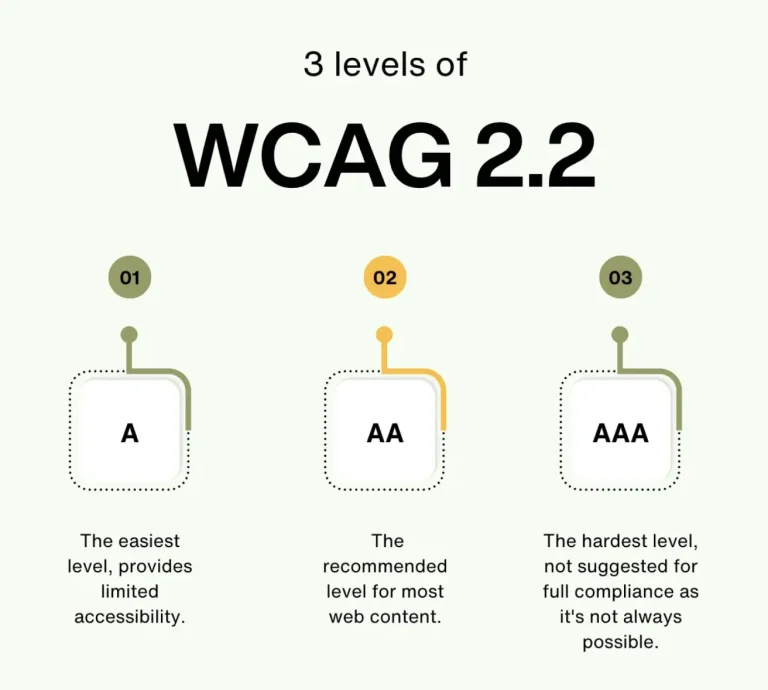 3 levels of
WCAG 2.2
01
02
03
A
AA
AAA
The easiest
level, provides
limited
accessibility.
The
recommended
level for most
web content.
The hardest level,
not suggested for
full compliance as
it's not always
possible.